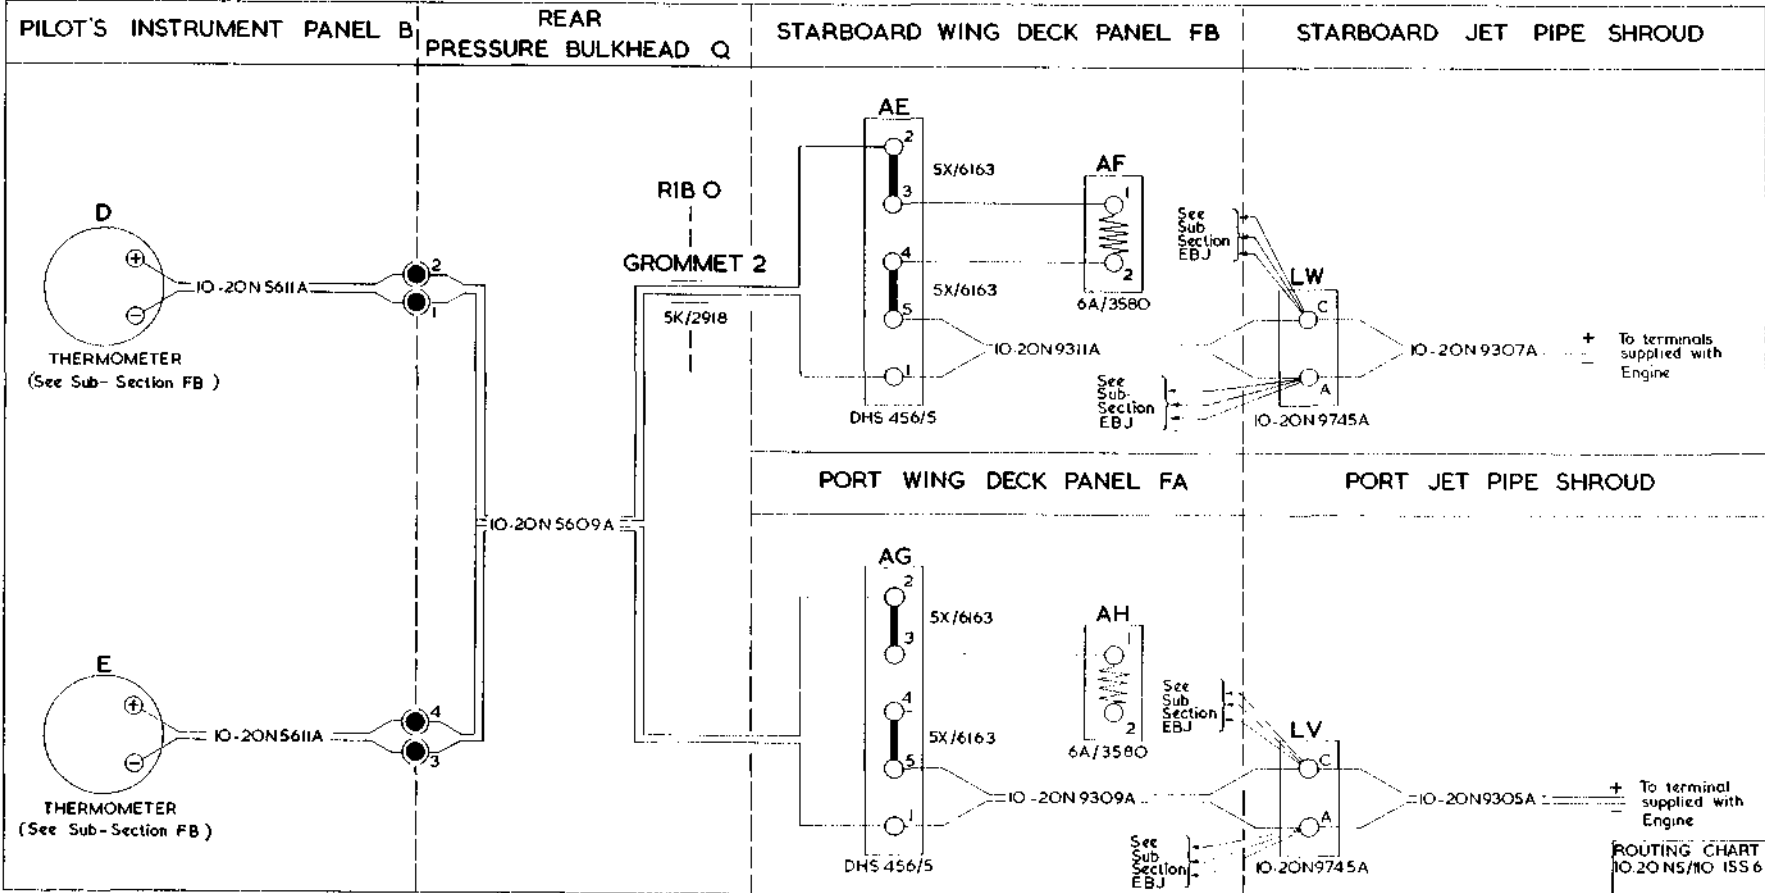 PILOT'S INSTRUMENT PANEL B
REAR
PRESSURE BULKHEAD Q
STARBOARD WING DECK PANEL FB
STARBOARD JET PIPE SHROUD
D
+
−
10-20N 5611A
2
1
THERMOMETER
(See Sub-Section FB)
RIB O
GROMMET 2
5K/2918
AE
2
5X/6163
3
4
5X/6163
5
1
DHS 456/5
AF
1
2
6A/3580
10-20N9311A
See
Sub
Section
EBJ
See
Sub-
Section
EBJ
LW
C
A
10-20N9745A
10-20N9307A
+
−
To terminals
supplied with
Engine
10-20N 5609A
PORT WING DECK PANEL FA
PORT JET PIPE SHROUD
E
+
−
10-20N5611A
4
3
THERMOMETER
(See Sub-Section FB)
AG
2
5X/6163
3
4
5X/6163
5
1
DHS 456/5
AH
1
2
6A/3580
10-20N9309A
See
Sub
Section
EBJ
See
Sub
Section
EBJ
LV
C
A
10-20N9745A
10-20N9305A
+
−
To terminal
supplied with
Engine
ROUTING CHART
10.20 N5/110 ISS 6